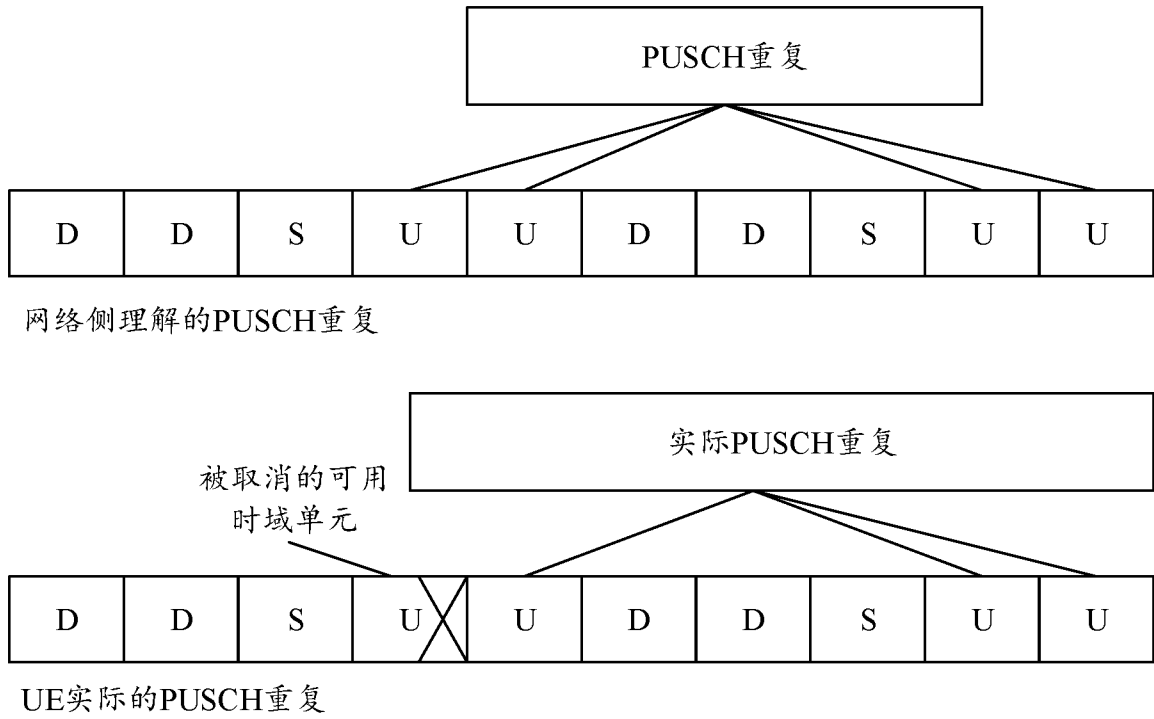 PUSCH重复
D D S U U D D S U U
网络侧理解的PUSCH重复
实际PUSCH重复
被取消的可用
时域单元
D D S U U D D S U U
UE实际的PUSCH重复